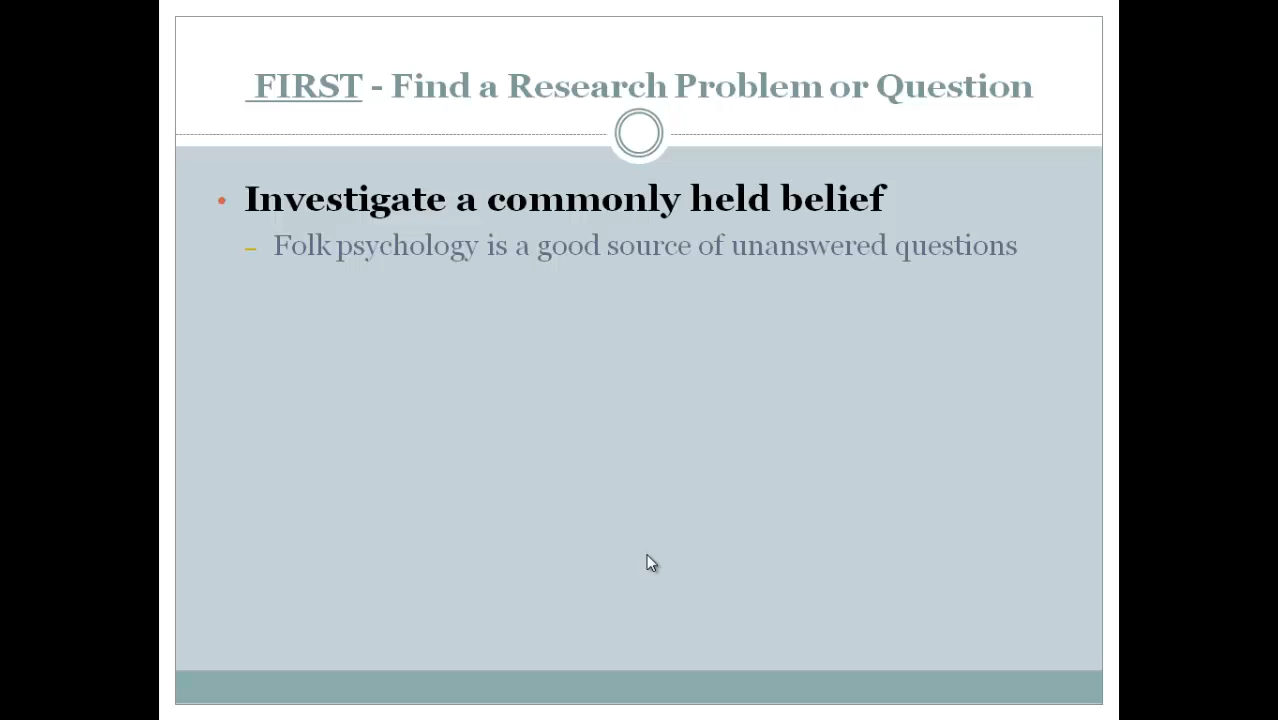 FIRST - Find a Research Problem or Question
• Investigate a commonly held belief
– Folk psychology is a good source of unanswered questions